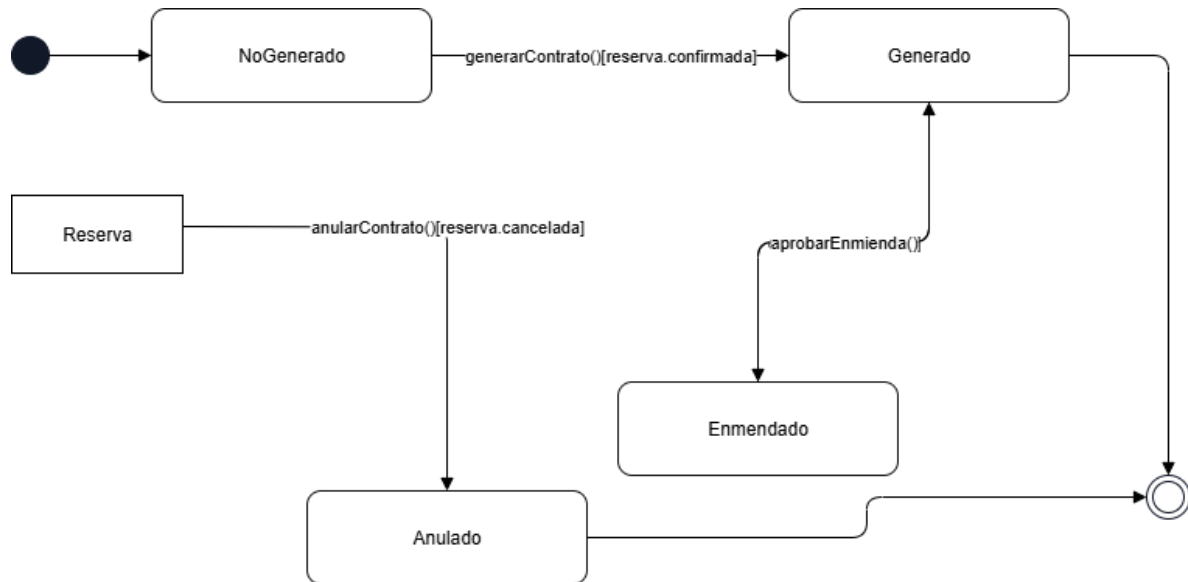 NoGenerado
generarContrato()[reserva.confirmada]
Generado
Reserva
anularContrato()[reserva.cancelada]
aprobarEnmienda()]
Enmendado
Anulado